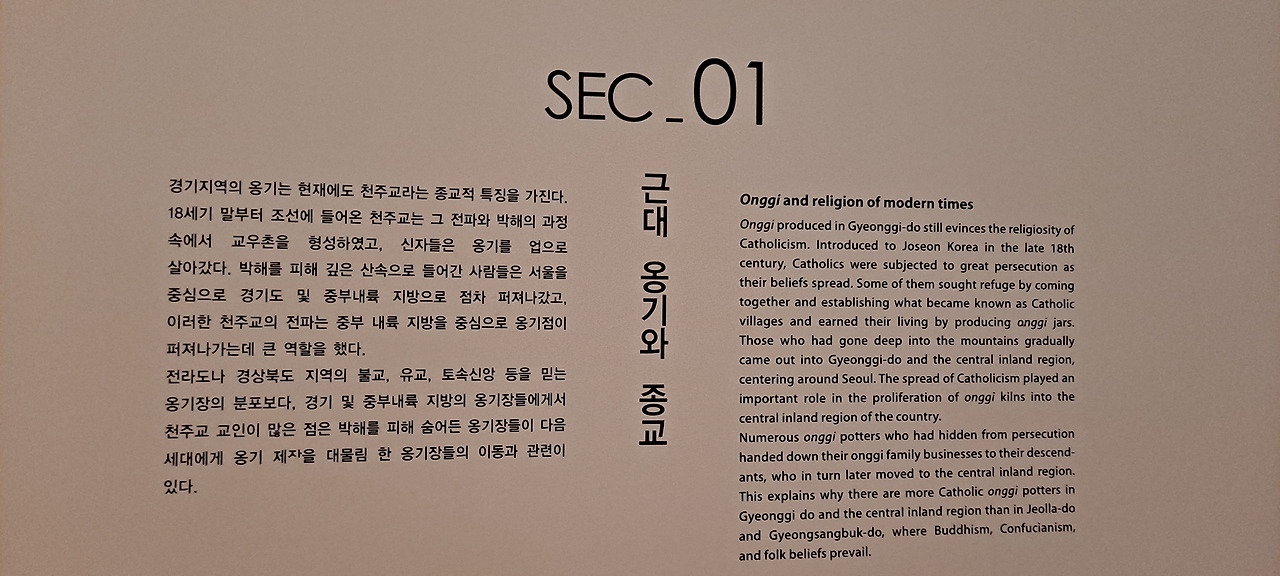 SEC_01
경기지역의 옹기는 현재에도 천주교라는 종교적 특징을 가진다.
18세기 말부터 조선에 들어온 천주교는 그 전파와 박해의 과정
속에서 교우촌을 형성하였고, 신자들은 옹기를 업으로
살아갔다. 박해를 피해 깊은 산속으로 들어간 사람들은 서울을
중심으로 경기도 및 중부내륙 지방으로 점차 퍼져나갔고,
이러한 천주교의 전파는 중부 내륙 지방을 중심으로 옹기점이
퍼져나가는데 큰 역할을 했다.
전라도나 경상북도 지역의 불교, 유교, 토속신앙 등을 믿는
옹기장의 분포보다, 경기 및 중부내륙 지방의 옹기장들에게서
천주교 교인이 많은 점은 박해를 피해 숨어든 옹기장들이 다음
세대에게 옹기 제작을 대물림 한 옹기장들의 이동과 관련이
있다.
근대 옹기와 종교
Onggi and religion of modern times
Onggi produced in Gyeonggi-do still evinces the religiosity of
Catholicism. Introduced to Joseon Korea in the late 18th
century, Catholics were subjected to great persecution as
their beliefs spread. Some of them sought refuge by coming
together and establishing what became known as Catholic
villages and earned their living by producing onggi jars.
Those who had gone deep into the mountains gradually
came out into Gyeonggi-do and the central inland region,
centering around Seoul. The spread of Catholicism played an
important role in the proliferation of onggi kilns into the
central inland region of the country.
Numerous onggi potters who had hidden from persecution
handed down their onggi family businesses to their descend-
ants, who in turn later moved to the central inland region.
This explains why there are more Catholic onggi potters in
Gyeonggi do and the central inland region than in Jeolla-do
and Gyeongsangbuk-do, where Buddhism, Confucianism,
and folk beliefs prevail.